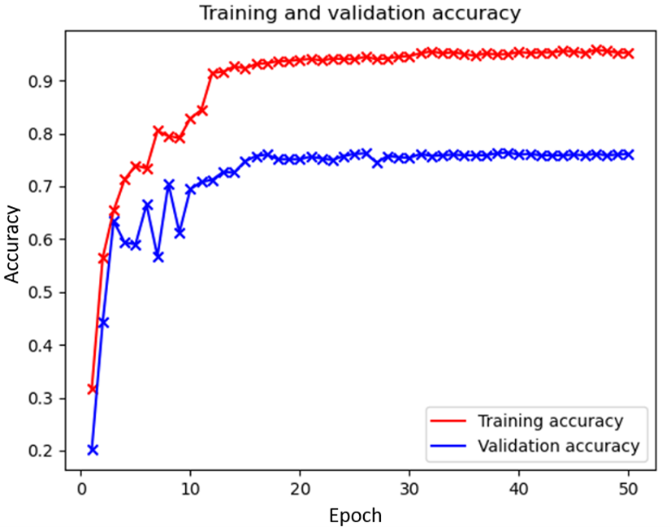 Training and validation accuracy
Accuracy
0.9
0.8
0.7
0.6
0.5
0.4
0.3
0.2
Training accuracy
Validation accuracy
0 10 20 30 40 50
Epoch